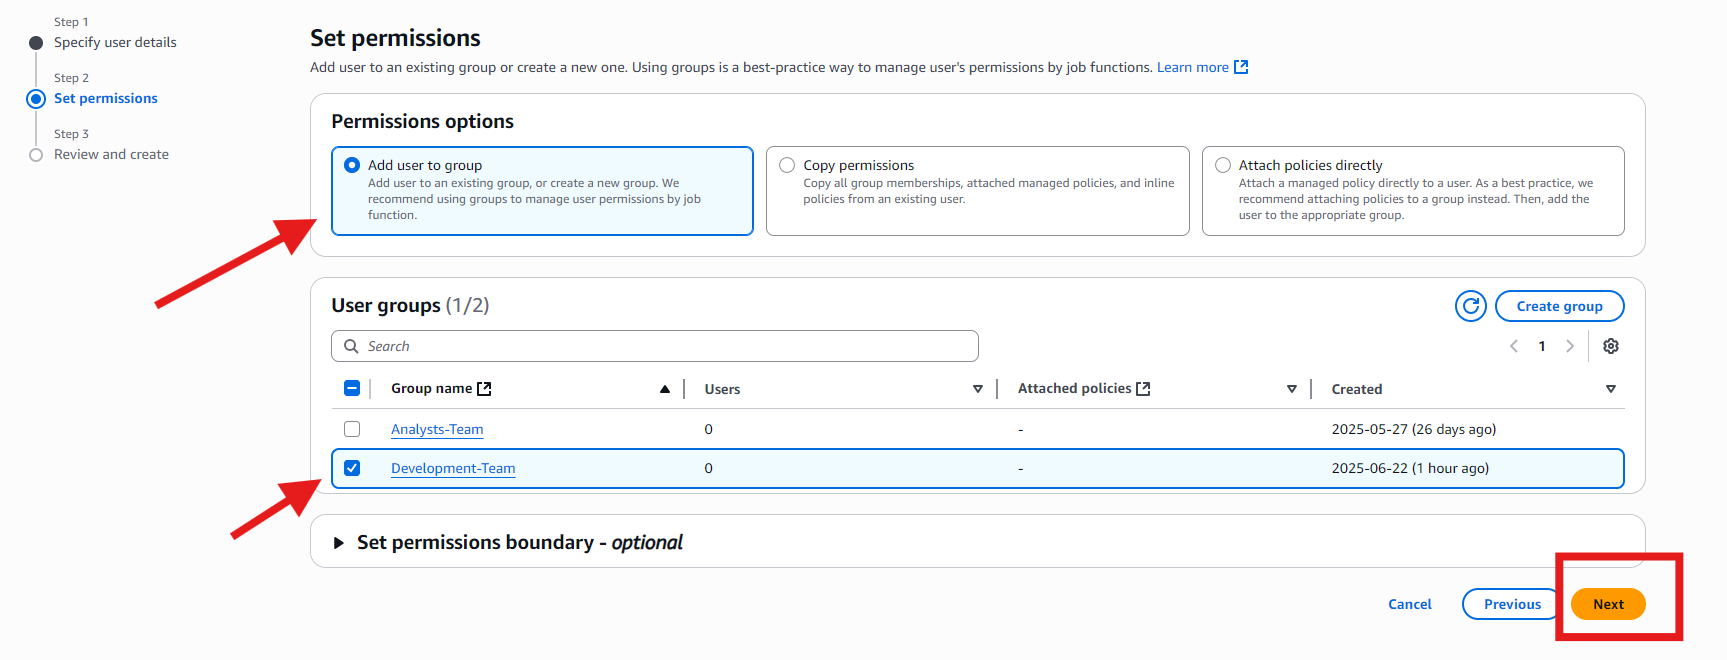 Step 1
Specify user details
Step 2
Set permissions
Step 3
Review and create
Set permissions
Add user to an existing group or create a new one. Using groups is a best-practice way to manage user's permissions by job functions. Learn more
Permissions options
Add user to group
Add user to an existing group, or create a new group. We
recommend using groups to manage user permissions by job
function.
Copy permissions
Copy all group memberships, attached managed policies, and inline
policies from an existing user.
Attach policies directly
Attach a managed policy directly to a user. As a best practice, we
recommend attaching policies to a group instead. Then, add the
user to the appropriate group.
User groups (1/2)
Create group
Search
1
Group name Users Attached policies Created
Analysts-Team 0 - 2025-05-27 (26 days ago)
Development-Team 0 - 2025-06-22 (1 hour ago)
Set permissions boundary - optional
Cancel Previous Next